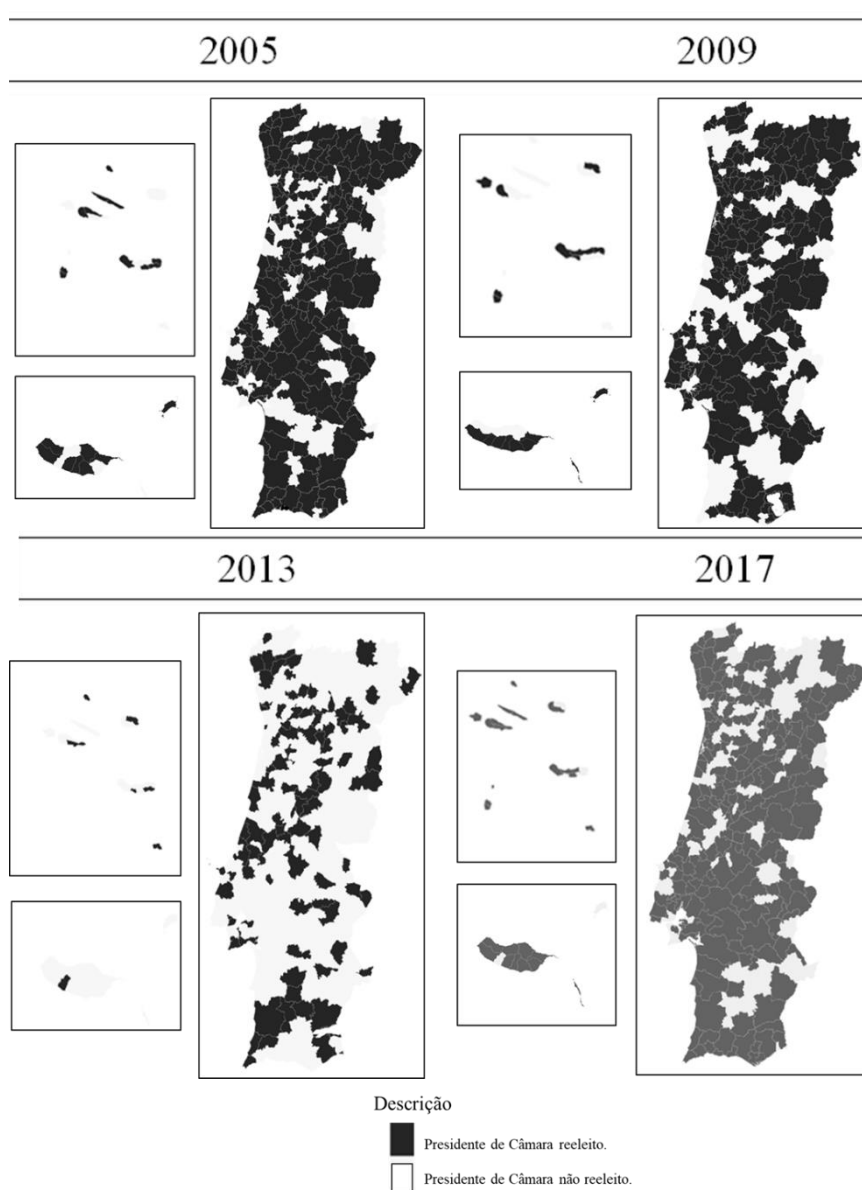 2005
2009
2013
2017
Descrição
Presidente de Câmara reeleito.
Presidente de Câmara não reeleito.